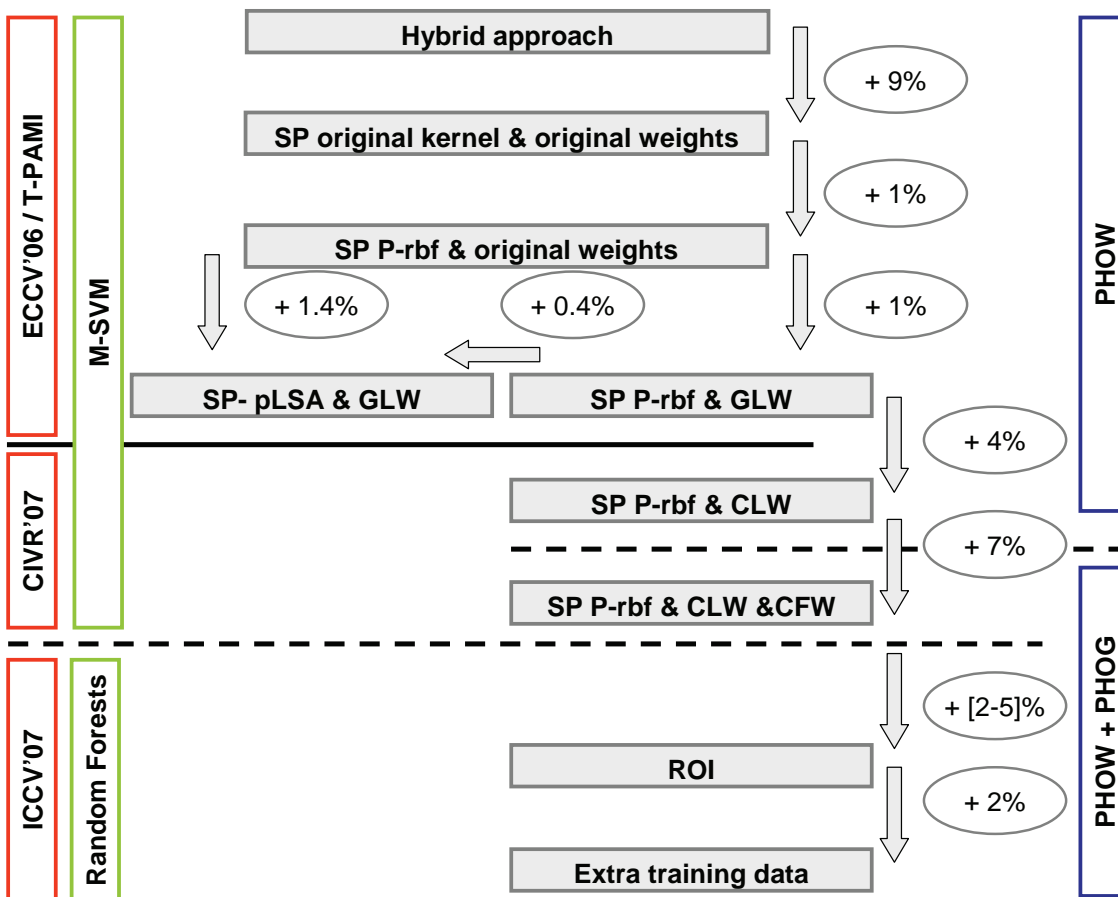 Hybrid approach
+ 9%
SP original kernel & original weights
+ 1%
SP P-rbf & original weights
+ 1.4%
+ 0.4%
+ 1%
SP- pLSA & GLW
SP P-rbf & GLW
+ 4%
SP P-rbf & CLW
+ 7%
SP P-rbf & CLW &CFW
+ [2-5]%
ROI
+ 2%
Extra training data
ECCV'06 / T-PAMI
CIVR'07
ICCV'07
M-SVM
Random Forests
PHOW
PHOW + PHOG